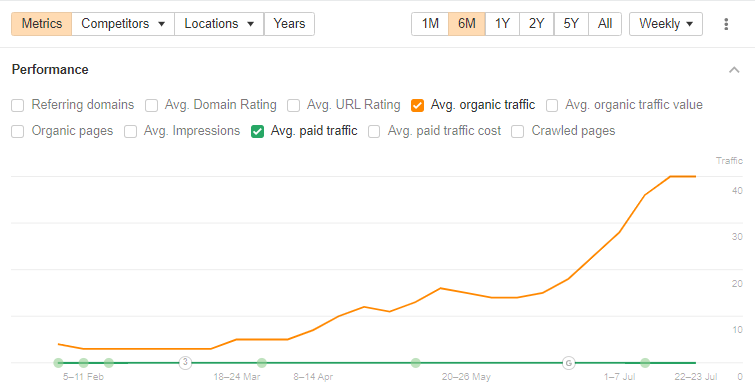 Metrics Competitors Locations Years 1M 6M 1Y 2Y 5Y All Weekly
Performance
Referring domains Avg. Domain Rating Avg. URL Rating Avg. organic traffic Avg. organic traffic value
Organic pages Avg. Impressions Avg. paid traffic Avg. paid traffic cost Crawled pages
Traffic
40
30
20
10
3 G
5–11 Feb 18–24 Mar 8–14 Apr 20–26 May 1–7 Jul 22–23 Jul 0